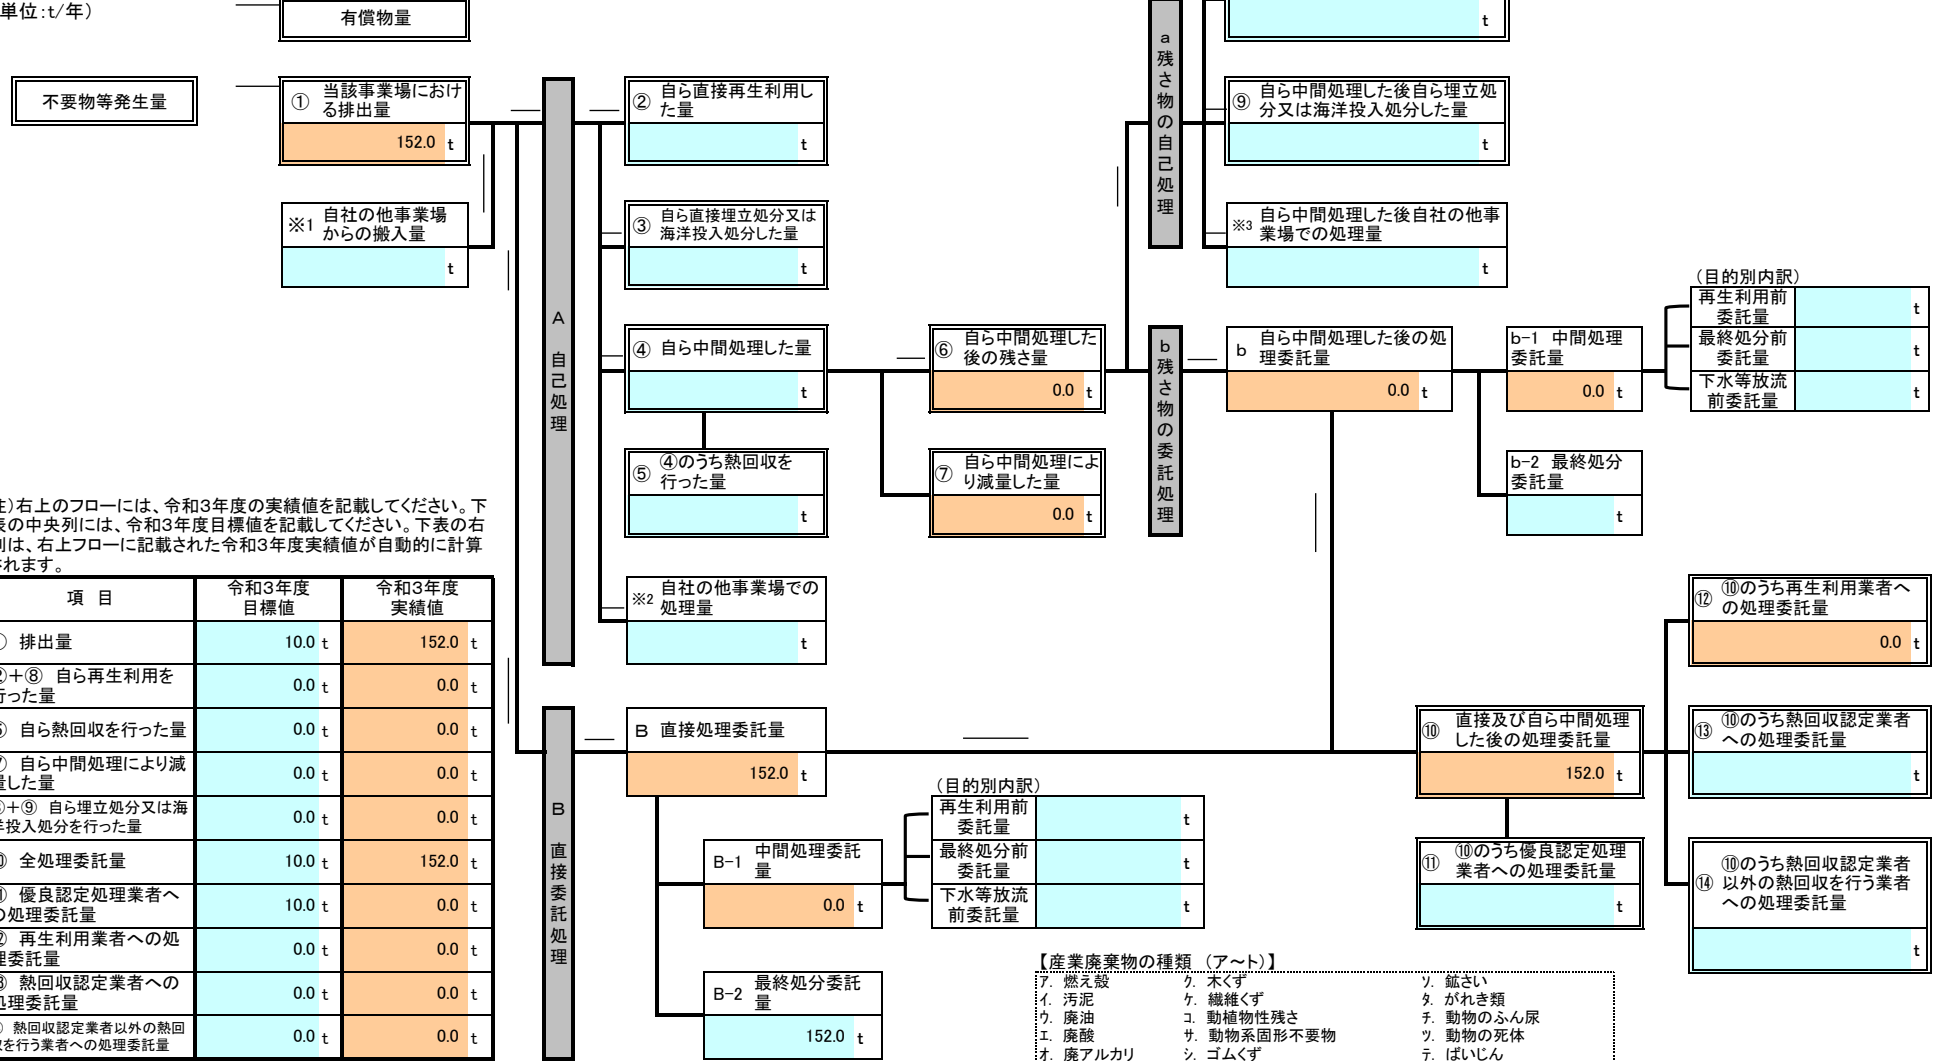 単位:t/年)
有償物量
不要物等発生量
① 当該事業場におけ
る排出量
152.0 t
※1 自社の他事業場
からの搬入量
t
A 自己処理
② 自ら直接再生利用し
た量
t
③ 自ら直接埋立処分又は
海洋投入処分した量
t
④ 自ら中間処理した量
t
⑤ ④のうち熱回収を
行った量
t
※2 自社の他事業場での
処理量
t
⑥ 自ら中間処理した
後の残さ量
0.0 t
⑦ 自ら中間処理によ
り減量した量
0.0 t
a 残さ物の自己処理
t
⑨ 自ら中間処理した後自ら埋立処
分又は海洋投入処分した量
t
※3 自ら中間処理した後自社の他事
業場での処理量
t
b 残さ物の委託処理
b 自ら中間処理した後の処
理委託量
0.0 t
b-1 中間処理
委託量
0.0 t
b-2 最終処分
委託量
t
(目的別内訳)
再生利用前
委託量
t
最終処分前
委託量
t
下水等放流
前委託量
t
注)右上のフローには、令和3年度の実績値を記載してください。下
表の中央列には、令和3年度目標値を記載してください。下表の右
列は、右上フローに記載された令和3年度実績値が自動的に計算
されます。
項 目
令和3年度
目標値
令和3年度
実績値
① 排出量 10.0 t 152.0 t
②+⑧ 自ら再生利用を
行った量 0.0 t 0.0 t
⑤ 自ら熱回収を行った量 0.0 t 0.0 t
⑦ 自ら中間処理により減
量した量 0.0 t 0.0 t
③+⑨ 自ら埋立処分又は海
洋投入処分を行った量 0.0 t 0.0 t
⑩ 全処理委託量 10.0 t 152.0 t
⑪ 優良認定処理業者へ
の処理委託量 10.0 t 0.0 t
⑫ 再生利用業者への処
理委託量 0.0 t 0.0 t
⑬ 熱回収認定業者への
処理委託量 0.0 t 0.0 t
熱回収認定業者以外の熱回
収を行う業者への処理委託量 0.0 t 0.0 t
B 直接委託処理
B 直接処理委託量
152.0 t
B-1 中間処理委託
量
0.0 t
B-2 最終処分委託
量
152.0 t
(目的別内訳)
再生利用前
委託量
t
最終処分前
委託量
t
下水等放流
前委託量
t
⑩ 直接及び自ら中間処理
した後の処理委託量
152.0 t
⑪ ⑩のうち優良認定処理
業者への処理委託量
t
⑫ ⑩のうち再生利用業者へ
の処理委託量
0.0 t
⑬ ⑩のうち熱回収認定業者
への処理委託量
t
⑭ ⑩のうち熱回収認定業者
以外の熱回収を行う業者
への処理委託量
t
【産業廃棄物の種類 (ア～ト)】
ア. 燃え殻 ク. 木くず ソ. 鉱さい
イ. 汚泥 ケ. 繊維くず タ. がれき類
ウ. 廃油 コ. 動植物性残さ チ. 動物のふん尿
エ. 廃酸 サ. 動物系固形不要物 ツ. 動物の死体
オ. 廃アルカリ シ. ゴムくず テ. ばいじん